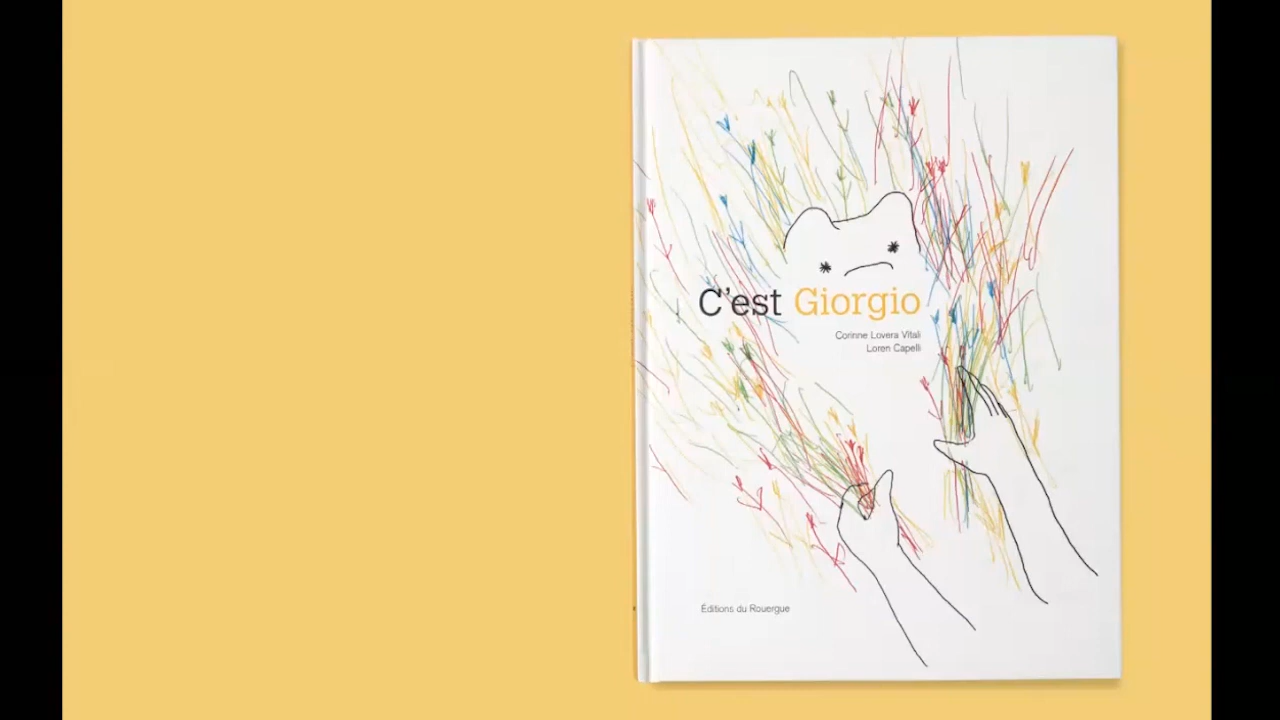 C'est Giorgio
Corinne Lovera Vitali
Loren Capelli
Éditions du Rouergue